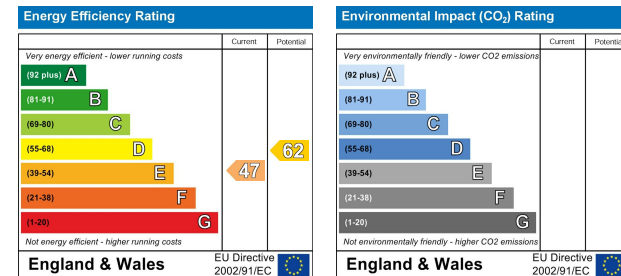 Energy Efficiency Rating
Current Potential
Very energy efficient - lower running costs
(92 plus) A
(81-91) B
(69-80) C
(55-68) D
(39-54) E
(21-38) F
(1-20) G
47
62
Not energy efficient - higher running costs
England & Wales
EU Directive
2002/91/EC
Environmental Impact (CO₂) Rating
Current Potentia
Very environmentally friendly - lower CO2 emissions
(92 plus) A
(81-91) B
(69-80) C
(55-68) D
(39-54) E
(21-38) F
(1-20) G
Not environmentally friendly - higher CO2 emissions
England & Wales
EU Directive
2002/91/EC